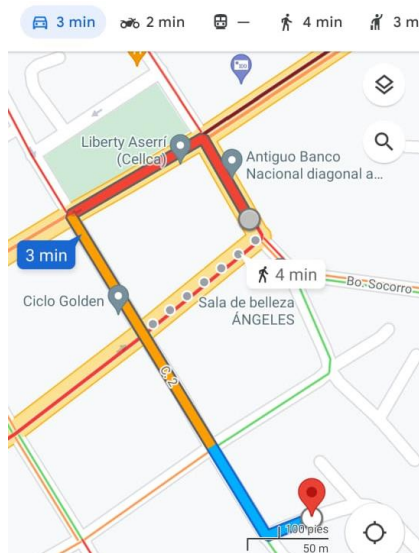 3 min
2 min
—
4 min
3 m
Liberty Aserrí
(Cellca)
Antiguo Banco
Nacional diagonal a...
3 min
4 min
Bo. Socorro
Ciclo Golden
Sala de belleza
ÁNGELES
C. 2
100 pies
50 m